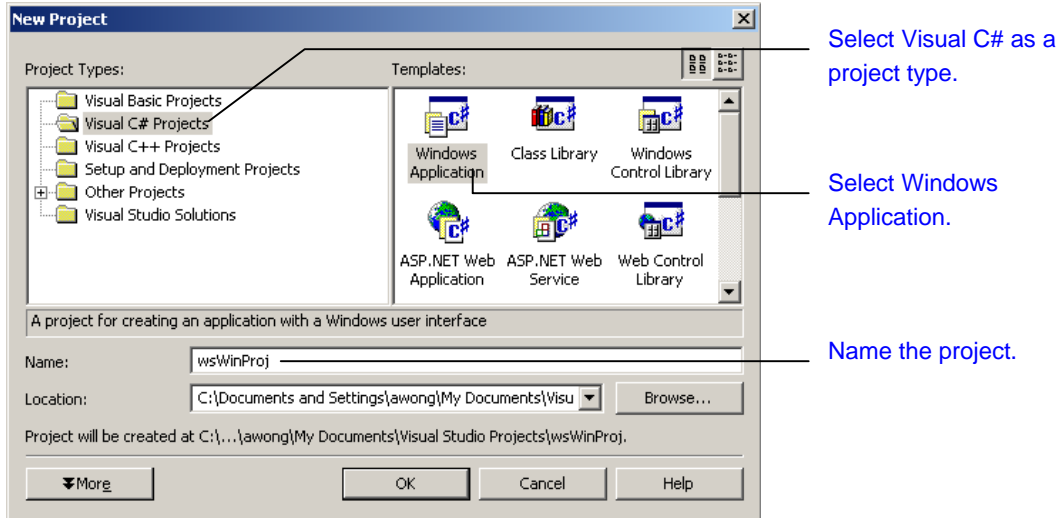 New Project
Project Types:
Templates:
Visual Basic Projects
Visual C# Projects
Visual C++ Projects
Setup and Deployment Projects
Other Projects
Visual Studio Solutions
Windows
Application
Class Library
Windows
Control Library
ASP.NET Web
Application
ASP.NET Web
Service
Web Control
Library
A project for creating an application with a Windows user interface
Name:
wsWinProj
Location:
C:\Documents and Settings\awong\My Documents\Visu
Browse...
Project will be created at C:\...\awong\My Documents\Visual Studio Projects\wsWinProj.
More
OK
Cancel
Help
Select Visual C# as a
project type.
Select Windows
Application.
Name the project.